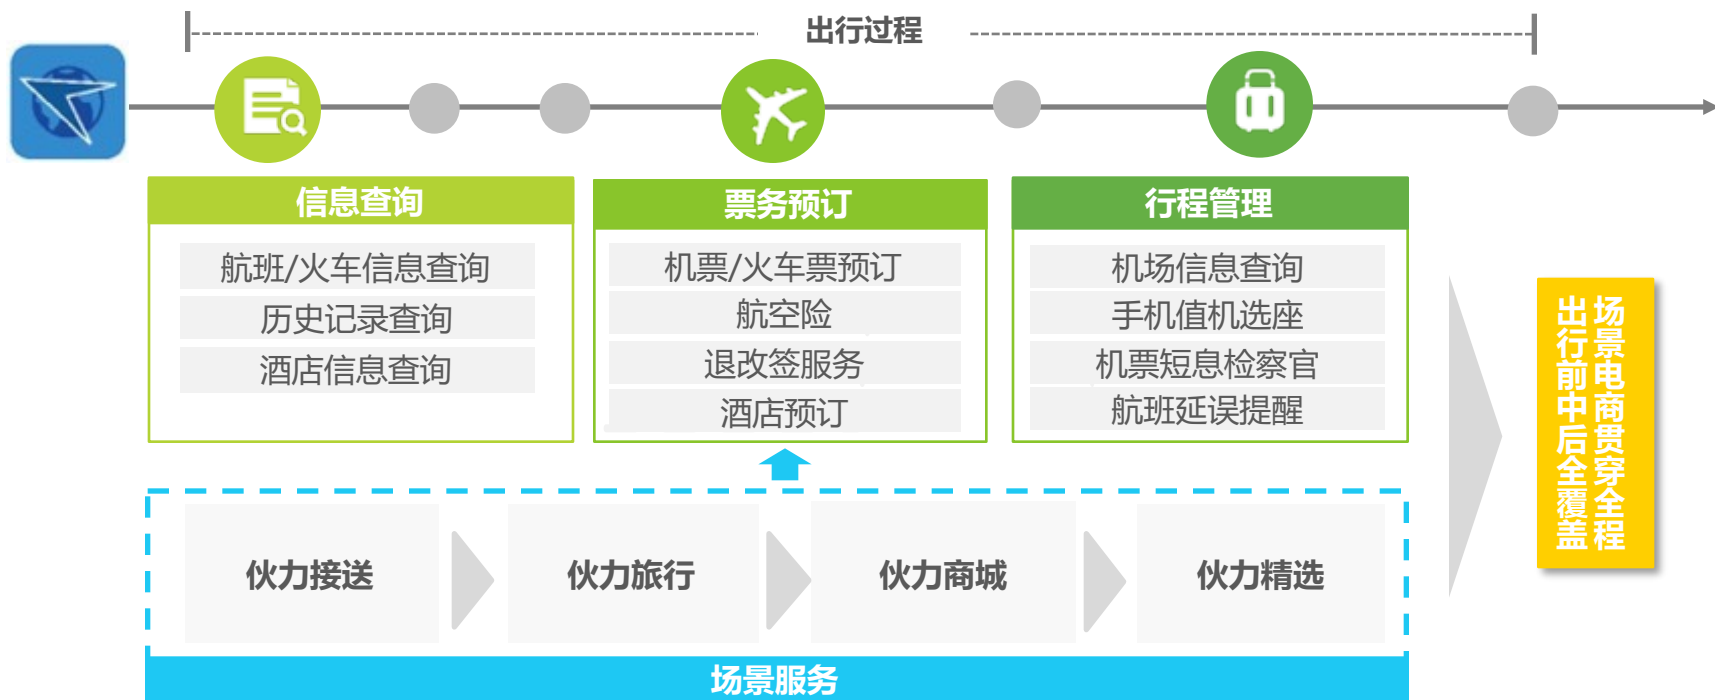 出行过程
信息查询
航班/火车信息查询
历史记录查询
酒店信息查询
票务预订
机票/火车票预订
航空险
退改签服务
酒店预订
行程管理
机场信息查询
手机值机选座
机票短息检察官
航班延误提醒
场景电商贯穿全程
出行前中后全覆盖
伙力接送
伙力旅行
伙力商城
伙力精选
场景服务